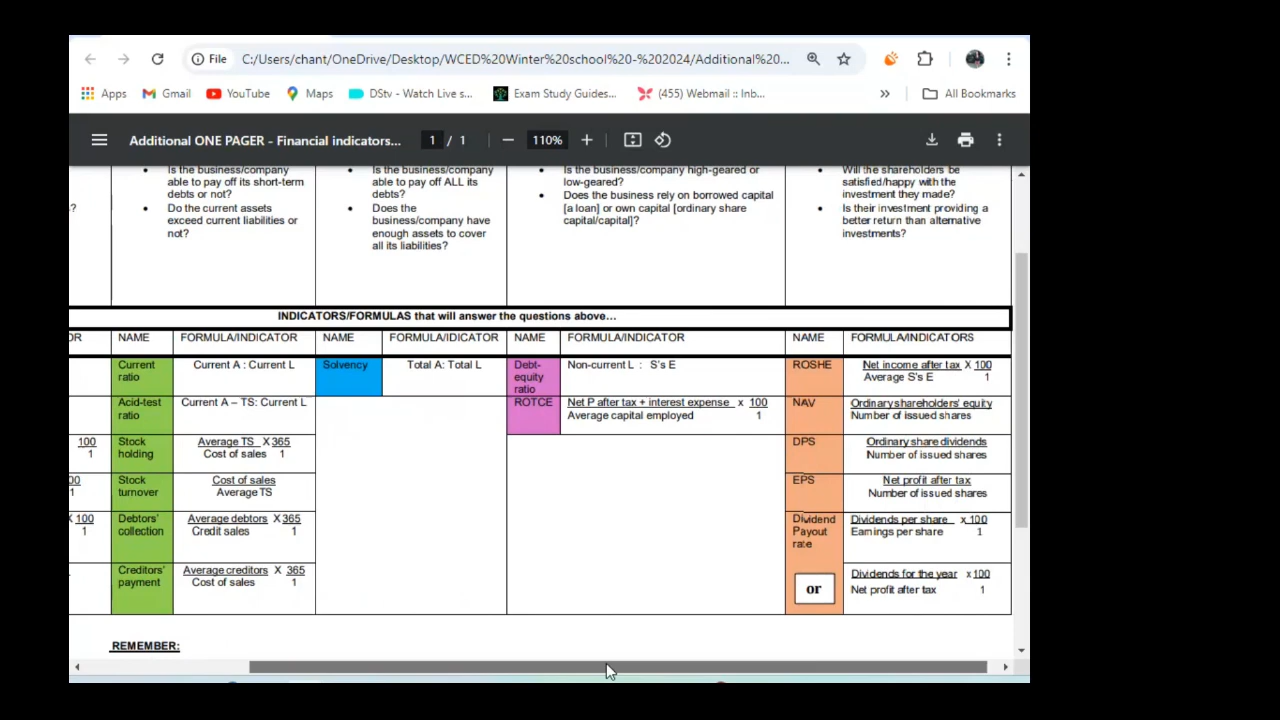 File
C:/Users/chant/OneDrive/Desktop/WCED%20Winter%20school%20-%202024/Additional%20...
Apps Gmail YouTube Maps DStv - Watch Live s... Exam Study Guides... (455) Webmail :: Inb... » All Bookmarks
Additional ONE PAGER - Financial indicators... 1 / 1 110%
s?
• Is the business/company
able to pay off its short-term
debts or not?
• Do the current assets
exceed current liabilities or
not?
• Is the business/company
able to pay off ALL its
debts?
• Does the
business/company have
enough assets to cover
all its liabilities?
• Is the business/company high-geared or
low-geared?
• Does the business rely on borrowed capital
[a loan] or own capital [ordinary share
capital/capital]?
• Will the shareholders be
satisfied/happy with the
investment they made?
• Is their investment providing a
better return than alternative
investments?
INDICATORS/FORMULAS that will answer the questions above...
OR NAME FORMULA/INDICATOR NAME FORMULA/IDICATOR NAME FORMULA/INDICATOR NAME FORMULA/INDICATORS
Current
ratio
Current A : Current L
Solvency
Total A: Total L
Debt-
equity
ratio
Non-current L : S's E
ROSHE
Net income after tax X 100
Average S's E 1
Acid-test
ratio
Current A – TS: Current L
ROTCE
Net P after tax + interest expense x 100
Average capital employed 1
NAV
Ordinary shareholders' equity
Number of issued shares
100
1
Stock
holding
Average TS X 365
Cost of sales 1
DPS
Ordinary share dividends
Number of issued shares
00
1
Stock
turnover
Cost of sales
Average TS
EPS
Net profit after tax
Number of issued shares
X 100
1
Debtors'
collection
Average debtors X 365
Credit sales 1
Dividend
Payout
rate
Dividends per share x 100
Earnings per share 1
Creditors'
payment
Average creditors X 365
Cost of sales 1
or
Dividends for the year x 100
Net profit after tax 1
REMEMBER: